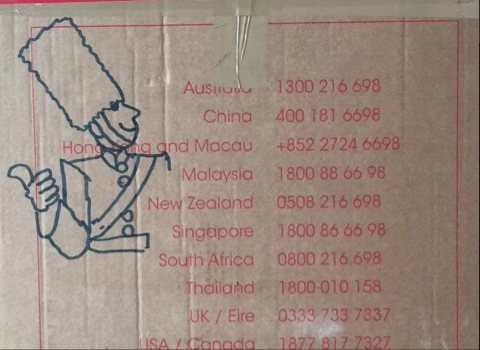 Australia 1300 216 698
China 400 181 6698
Hong Kong and Macau +852 2724 6698
Malaysia 1800 88 66 98
New Zealand 0508 216 698
Singapore 1800 86 66 98
South Africa 0800 216 698
Thailand 1800 010 158
UK / Eire 0333 733 7337
USA / Canada 1877 817 7327